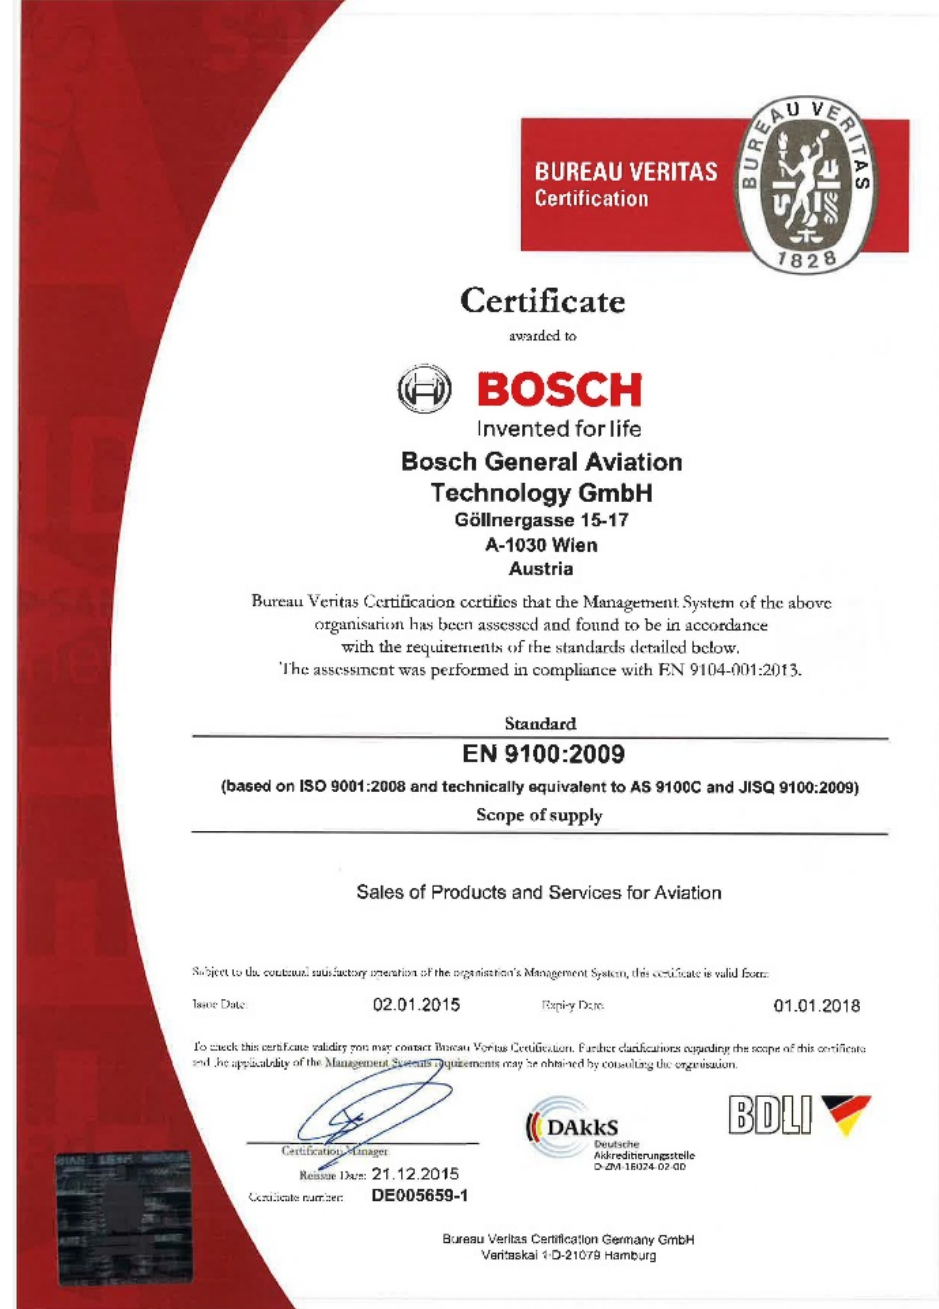 BUREAU VERITAS
Certification
BUREAU VERITAS
1828
Certificate
awarded to
BOSCH
Invented for life
Bosch General Aviation
Technology GmbH
Göllnergasse 15-17
A-1030 Wien
Austria
Bureau Veritas Certification certifies that the Management System of the above
organisation has been assessed and found to be in accordance
with the requirements of the standards detailed below.
The assessment was performed in compliance with EN 9104-001:2013.
Standard
EN 9100:2009
(based on ISO 9001:2008 and technically equivalent to AS 9100C and JISQ 9100:2009)
Scope of supply
Sales of Products and Services for Aviation
Subject to the continual satisfactory operation of the organisation's Management System, this certificate is valid from:
Issue Date: 02.01.2015 Expiry Date: 01.01.2018
To check this certificate validity you may contact Bureau Veritas Certification. Further clarifications regarding the scope of this certificate
and the applicability of the Management Systems requirements may be obtained by consulting the organisation.
Certification Manager
Reissue Date: 21.12.2015
Certificate number: DE005659-1
DAkkS
Deutsche
Akkreditierungsstelle
D-ZM-16024-02-00
BDLI
Bureau Veritas Certification Germany GmbH
Veritaskai 1-D-21079 Hamburg